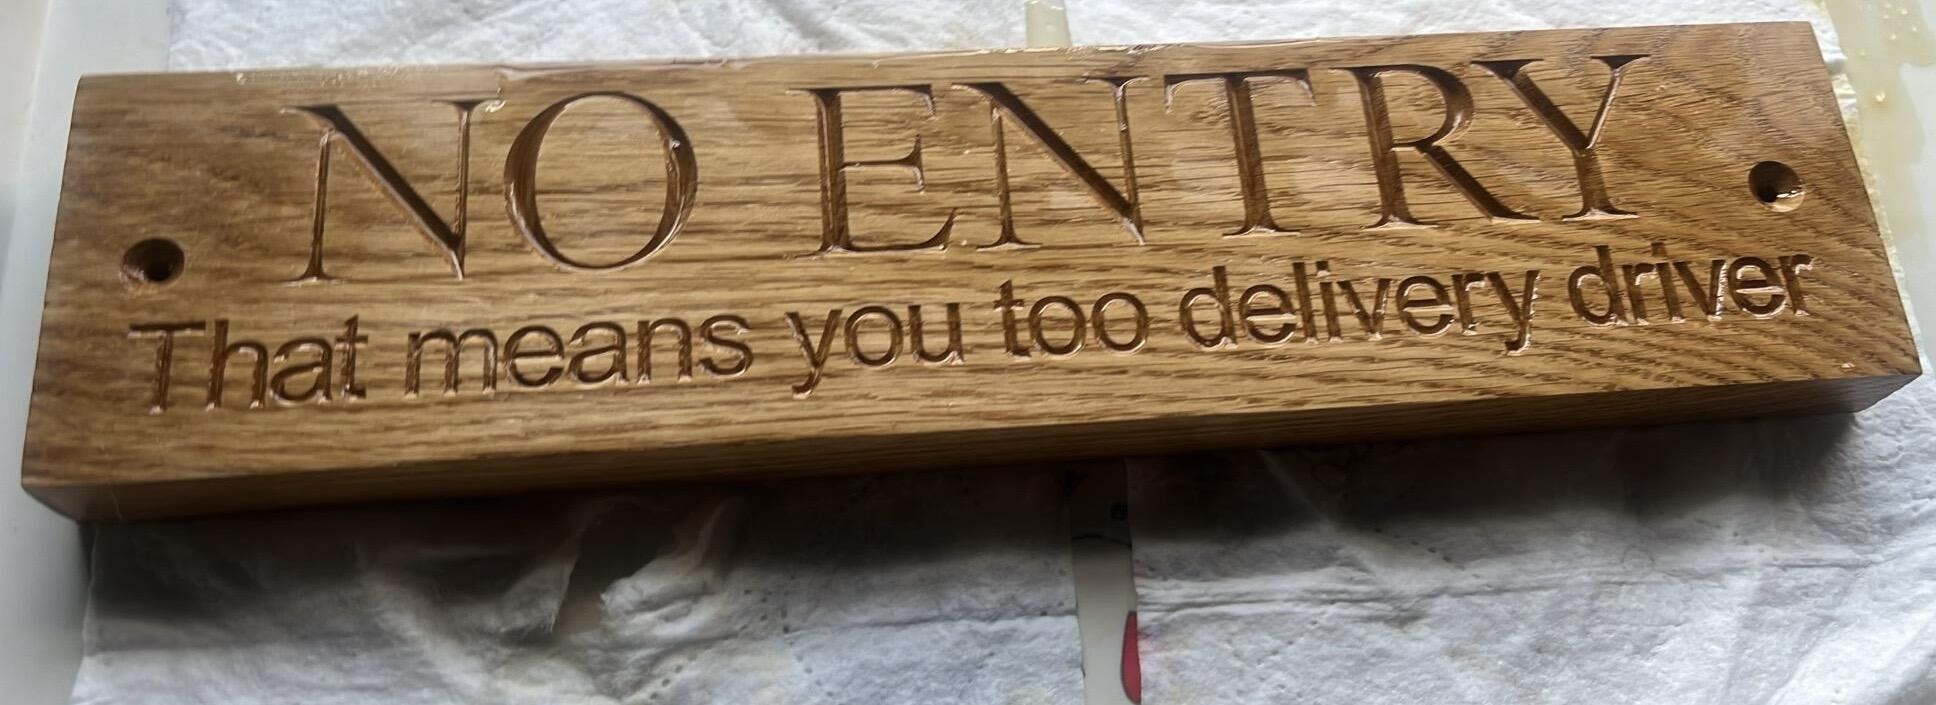 NO ENTRY
That means you too delivery driver